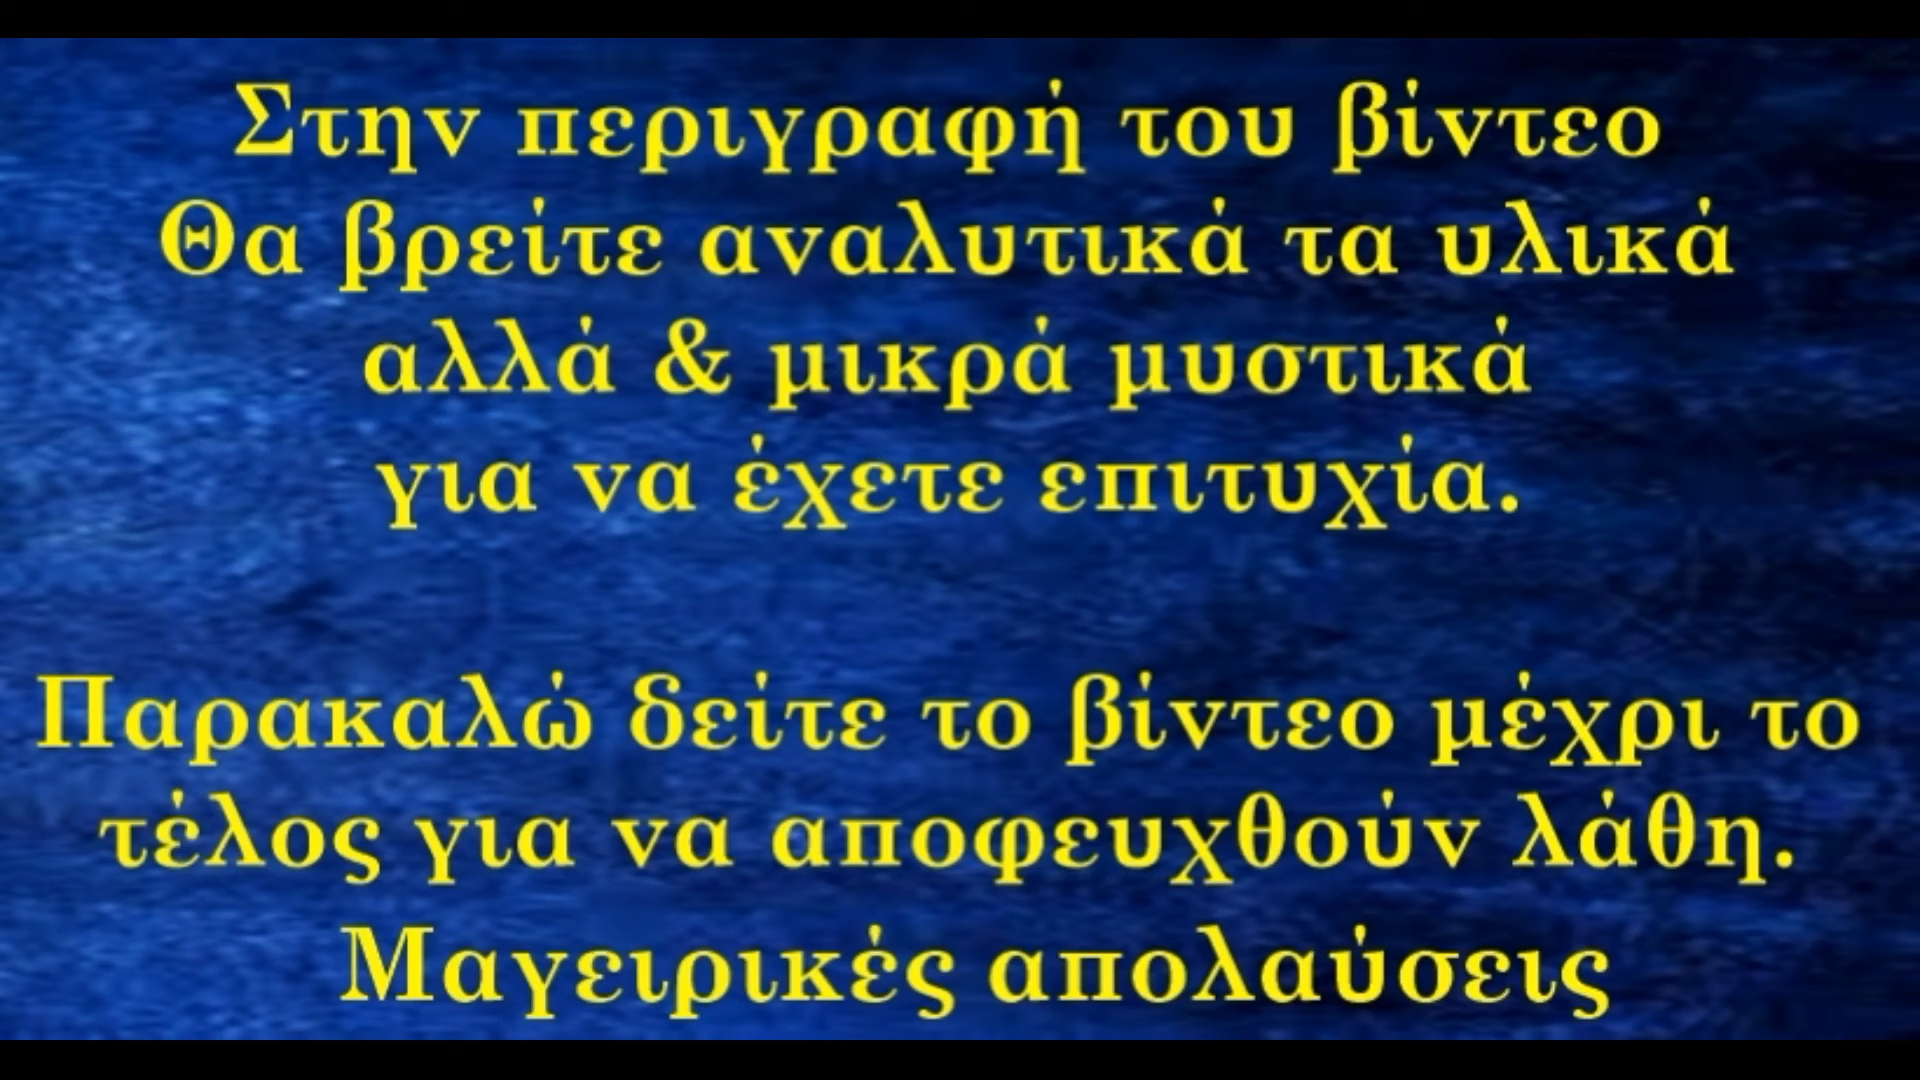 Στην περιγραφή του βίντεο
Θα βρείτε αναλυτικά τα υλικά
αλλά & μικρά μυστικά
για να έχετε επιτυχία.
Παρακαλώ δείτε το βίντεο μέχρι το
τέλος για να αποφευχθούν λάθη.
Μαγειρικές απολαύσεις